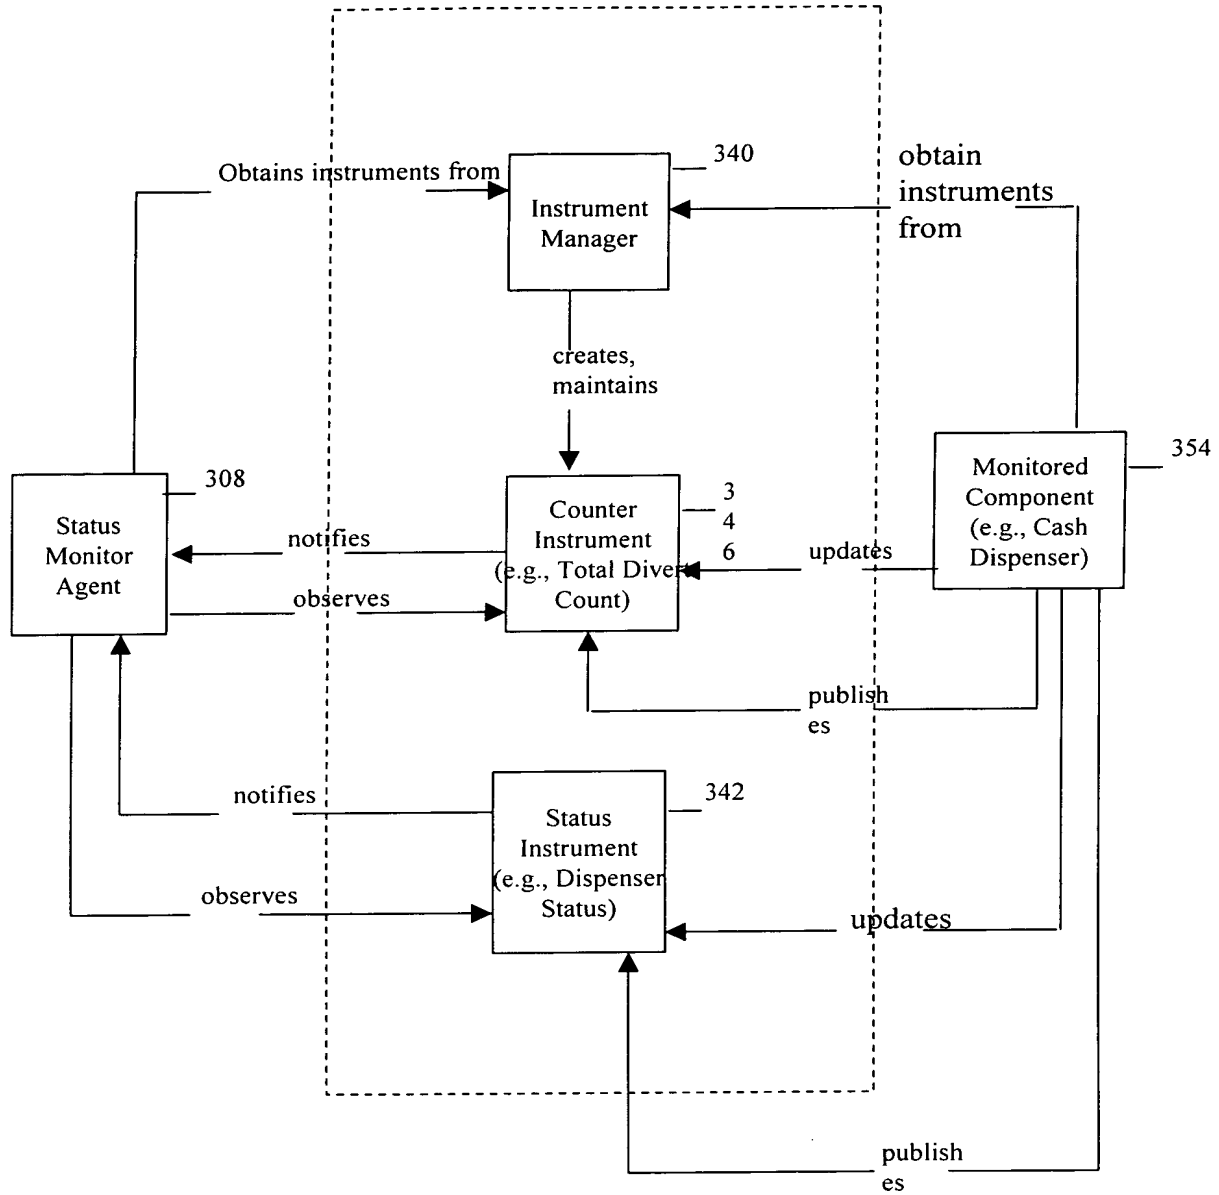 340
obtain
instruments
from
Obtains instruments from
Instrument
Manager
creates,
maintains
354
Monitored
Component
(e.g., Cash
Dispenser)
308
Status
Monitor
Agent
3
4
6
Counter
Instrument
(e.g., Total Divert
Count)
notifies
updates
observes
publish
es
342
notifies
Status
Instrument
(e.g., Dispenser
Status)
observes
updates
publish
es